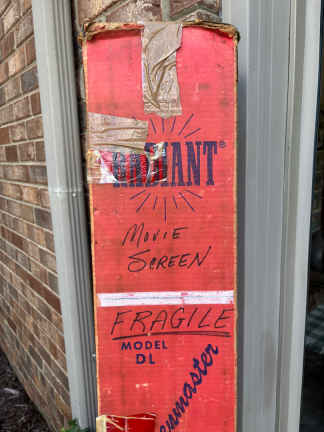 RADIANT®
MOVIE
SCREEN
FRAGILE
MODEL
DL